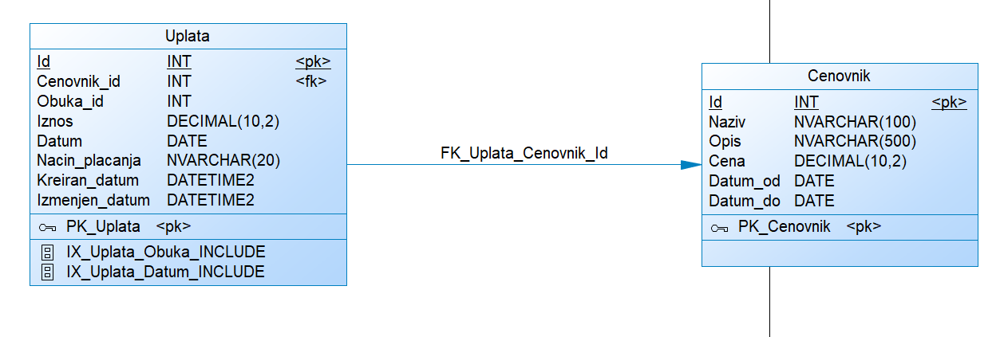 Uplata
Id INT <pk>
Cenovnik_id INT <fk>
Obuka_id INT
Iznos DECIMAL(10,2)
Datum DATE
Nacin_placanja NVARCHAR(20)
Kreiran_datum DATETIME2
Izmenjen_datum DATETIME2
PK_Uplata <pk>
IX_Uplata_Obuka_INCLUDE
IX_Uplata_Datum_INCLUDE
FK_Uplata_Cenovnik_Id
Cenovnik
Id INT <pk>
Naziv NVARCHAR(100)
Opis NVARCHAR(500)
Cena DECIMAL(10,2)
Datum_od DATE
Datum_do DATE
PK_Cenovnik <pk>